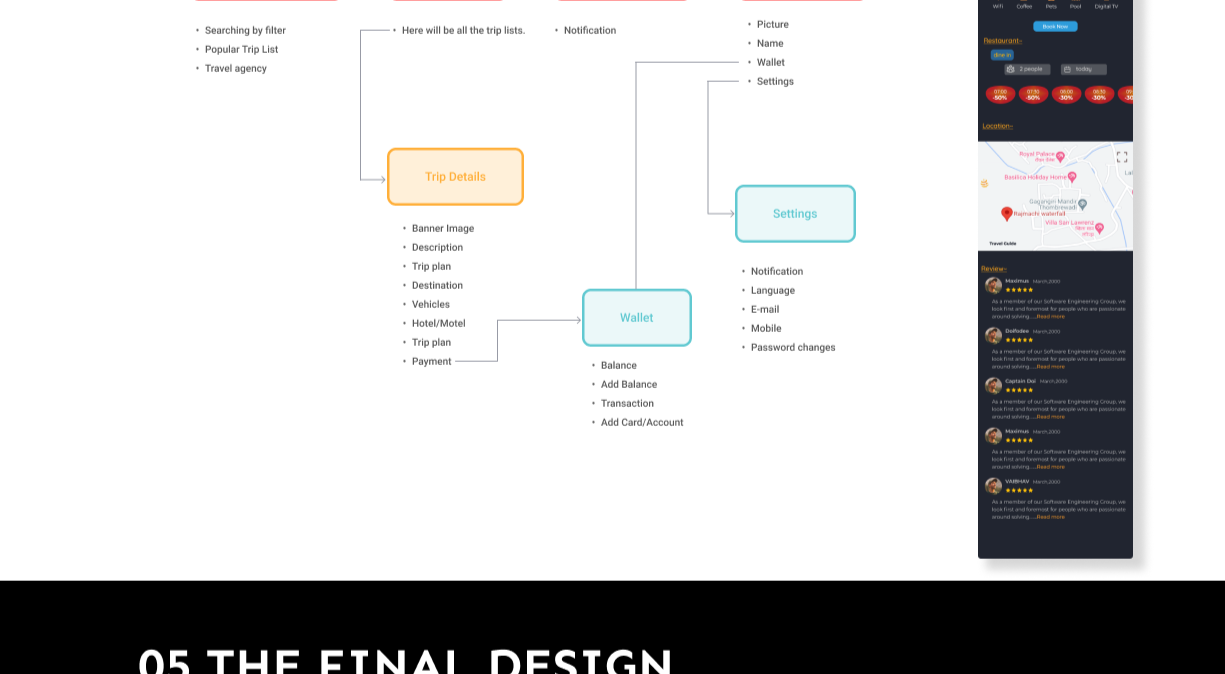 • Searching by filter
• Popular Trip List
• Travel agency
• Here will be all the trip lists.
• Notification
• Picture
• Name
• Wallet
• Settings
Trip Details
• Banner Image
• Description
• Trip plan
• Destination
• Vehicles
• Hotel/Motel
• Trip plan
• Payment
Wallet
• Balance
• Add Balance
• Transaction
• Add Card/Account
Settings
• Notification
• Language
• E-mail
• Mobile
• Password changes
Wifi Coffee Pets Pool Digital TV
Book Now
Restaurant:-
dine in
2 people today
07:00 07:30 08:00 08:30
-50% -50% -30% -30% -30
Location:-
Royal Palace
Basilica Holiday Home
Gagangiri Mandir
Thombrewadi
Rajmachi waterfall
Villa San Lawrenz
Travel Guide
Review:-
Maximus March,2000
As a member of our Software Engineering Group, we
look first and foremost for people who are passionate
around solving.....Read more
Dolfodee March,2000
As a member of our Software Engineering Group, we
look first and foremost for people who are passionate
around solving.....Read more
Captain Dol March,2000
As a member of our Software Engineering Group, we
look first and foremost for people who are passionate
around solving.....Read more
Maximus March,2000
As a member of our Software Engineering Group, we
look first and foremost for people who are passionate
around solving.....Read more
VAIBHAV March,2000
As a member of our Software Engineering Group, we
look first and foremost for people who are passionate
around solving.....Read more
05 THE FINAL DESIGN